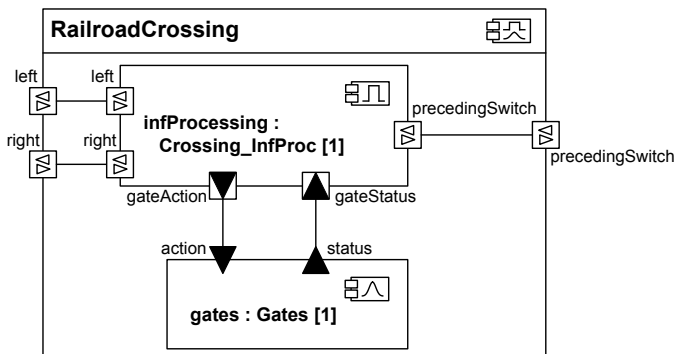 RailroadCrossing
left
left
infProcessing :
Crossing_InfProc [1]
precedingSwitch
right
right
precedingSwitch
gateAction
gateStatus
action
status
gates : Gates [1]